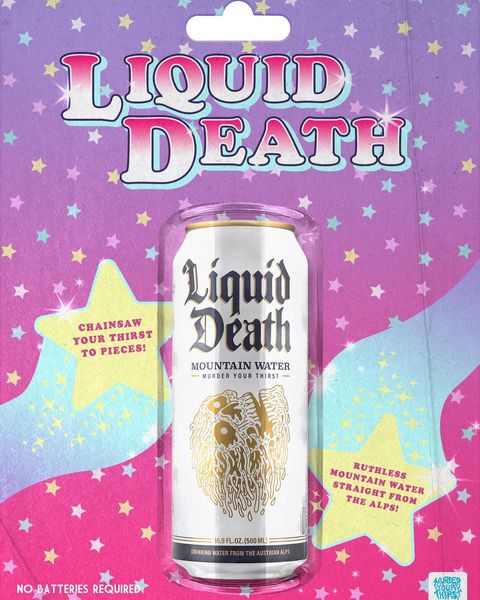 LIQUID
DEATH
CHAINSAW
YOUR THIRST
TO PIECES!
Liquid
Death
MOUNTAIN WATER
MURDER YOUR THIRST
16.9 FL.OZ. (500 ML)
DRINKING WATER FROM THE AUSTRIAN ALPS
RUTHLESS
MOUNTAIN WATER
STRAIGHT FROM
THE ALPS!
NO BATTERIES REQUIRED
MURDER
YOUR
THIRST